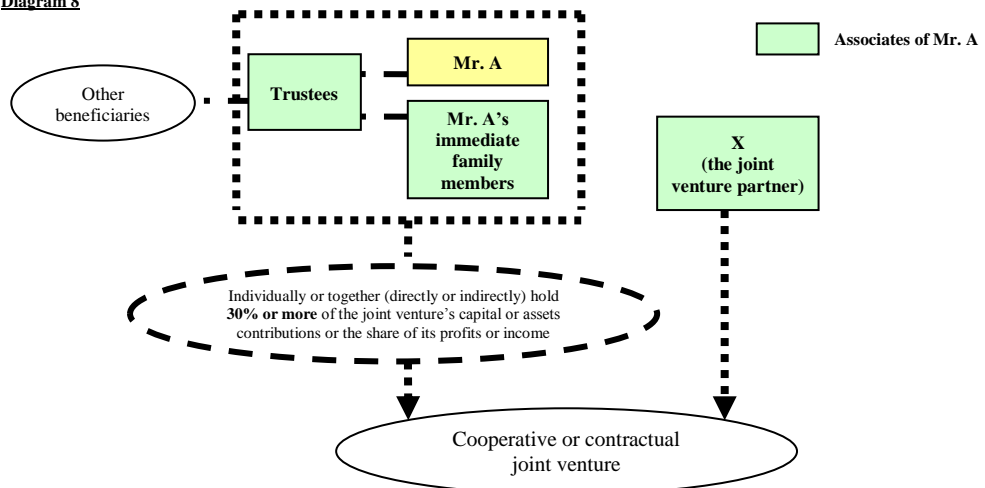 Diagram 8
Associates of Mr. A
Mr. A
Trustees
Other
beneficiaries
Mr. A's
immediate
family
members
X
(the joint
venture partner)
Individually or together (directly or indirectly) hold
30% or more of the joint venture's capital or assets
contributions or the share of its profits or income
Cooperative or contractual
joint venture